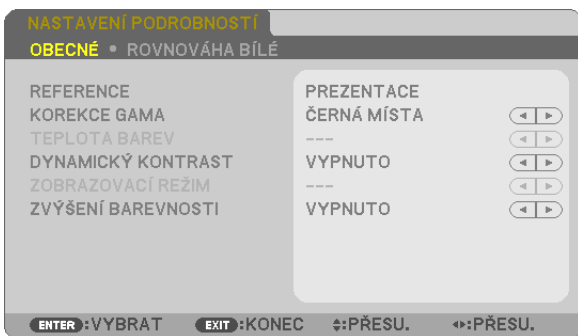 NASTAVENÍ PODROBNOSTÍ
OBECNÉ • ROVNOVÁHA BÍLÉ
REFERENCE PREZENTACE
KOREKCE GAMA ČERNÁ MÍSTA
TEPLOTA BAREV ---
DYNAMICKÝ KONTRAST VYPNUTO
ZOBRAZOVACÍ REŽIM ---
ZVÝŠENÍ BAREVNOSTI VYPNUTO
ENTER :VYBRAT EXIT :KONEC :PŘESU. :PŘESU.